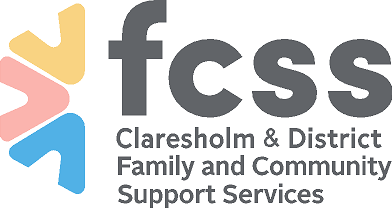 fcss
Claresholm & District
Family and Community
Support Services